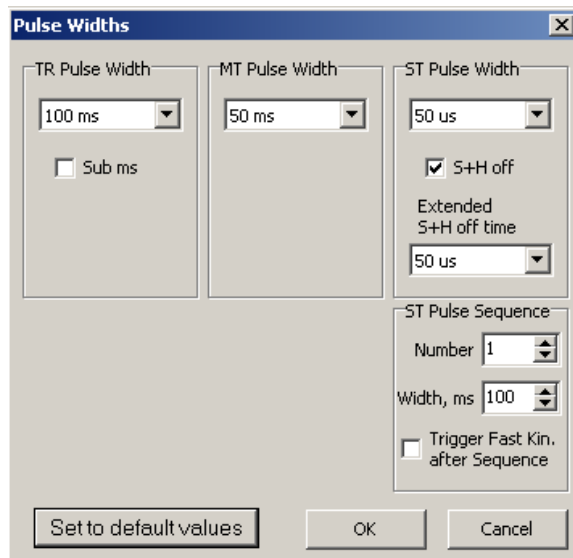 Pulse Widths
TR Pulse Width
100 ms
Sub ms
MT Pulse Width
50 ms
ST Pulse Width
50 us
S+H off
Extended
S+H off time
50 us
ST Pulse Sequence
Number 1
Width, ms 100
Trigger Fast Kin.
after Sequence
Set to default values
OK
Cancel